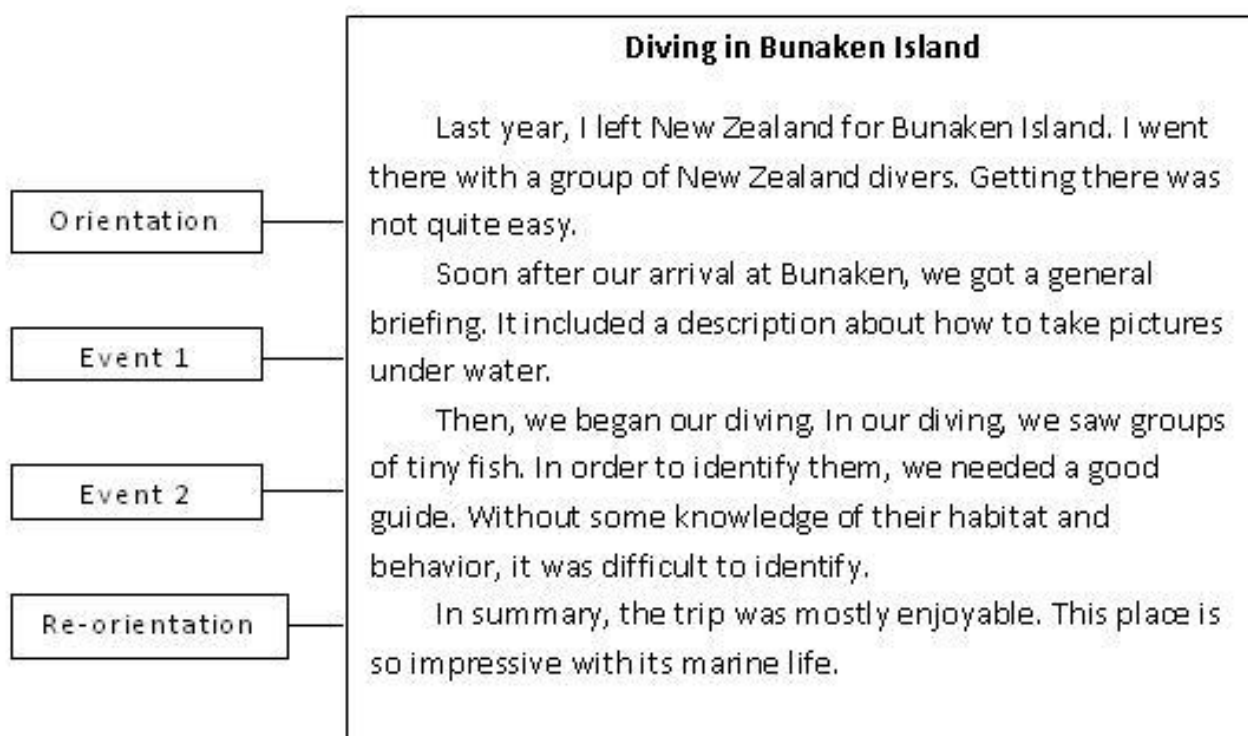 Diving in Bunaken Island
Last year, I left New Zealand for Bunaken Island. I went
there with a group of New Zealand divers. Getting there was
not quite easy.
Orientation
Soon after our arrival at Bunaken, we got a general
briefing. It included a description about how to take pictures
under water.
Event 1
Then, we began our diving. In our diving, we saw groups
of tiny fish. In order to identify them, we needed a good
guide. Without some knowledge of their habitat and
behavior, it was difficult to identify.
Event 2
In summary, the trip was mostly enjoyable. This place is
so impressive with its marine life.
Re-orientation